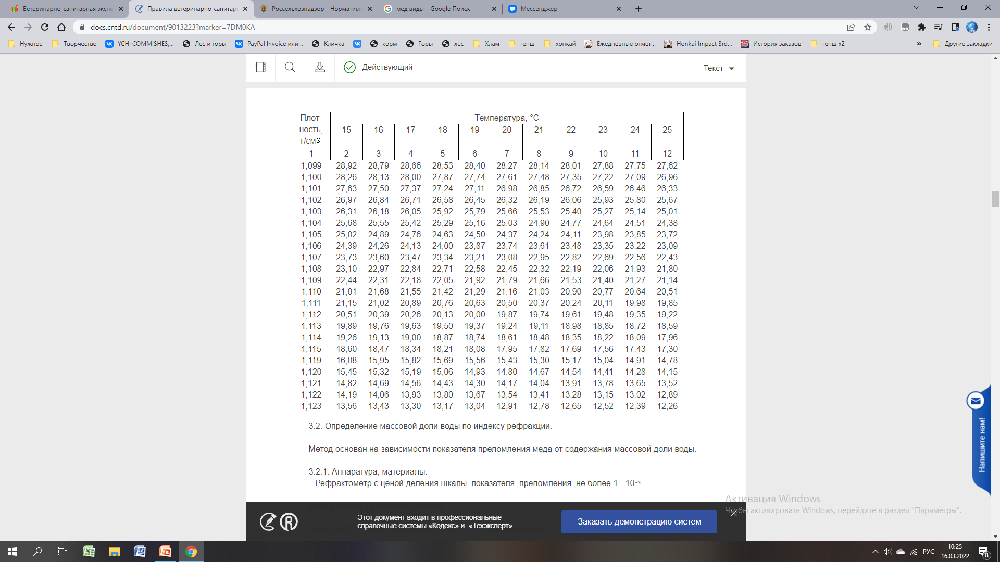 Ветеринарно-санитарная экспе
Правила ветеринарно-санитарн
Россельхознадзор - Нормативн
мед виды – Google Поиск
Мессенджер
docs.cntd.ru/document/9013223?marker=7DM0KA
Нужное Творчество YCH. COMMISHES,... Лес и горы PayPal Invoice или... Кличка корм Горы лес Хлам генш хонкай Ежедневные отмет... Honkai Impact 3rd... История заказов генш x2 » Другие закладки
Действующий
Текст
Плот- Температура, °С
ность, 15 16 17 18 19 20 21 22 23 24 25
г/см3
1 2 3 4 5 6 7 8 9 10 11 12
1,099 28,92 28,79 28,66 28,53 28,40 28,27 28,14 28,01 27,88 27,75 27,62
1,100 28,26 28,13 28,00 27,87 27,74 27,61 27,48 27,35 27,22 27,09 26,96
1,101 27,63 27,50 27,37 27,24 27,11 26,98 26,85 26,72 26,59 26,46 26,33
1,102 26,97 26,84 26,71 26,58 26,45 26,32 26,19 26,06 25,93 25,80 25,67
1,103 26,31 26,18 26,05 25,92 25,79 25,66 25,53 25,40 25,27 25,14 25,01
1,104 25,68 25,55 25,42 25,29 25,16 25,03 24,90 24,77 24,64 24,51 24,38
1,105 25,02 24,89 24,76 24,63 24,50 24,37 24,24 24,11 23,98 23,85 23,72
1,106 24,39 24,26 24,13 24,00 23,87 23,74 23,61 23,48 23,35 23,22 23,09
1,107 23,73 23,60 23,47 23,34 23,21 23,08 22,95 22,82 22,69 22,56 22,43
1,108 23,10 22,97 22,84 22,71 22,58 22,45 22,32 22,19 22,06 21,93 21,80
1,109 22,44 22,31 22,18 22,05 21,92 21,79 21,66 21,53 21,40 21,27 21,14
1,110 21,81 21,68 21,55 21,42 21,29 21,16 21,03 20,90 20,77 20,64 20,51
1,111 21,15 21,02 20,89 20,76 20,63 20,50 20,37 20,24 20,11 19,98 19,85
1,112 20,51 20,39 20,26 20,13 20,00 19,87 19,74 19,61 19,48 19,35 19,22
1,113 19,89 19,76 19,63 19,50 19,37 19,24 19,11 18,98 18,85 18,72 18,59
1,114 19,26 19,13 19,00 18,87 18,74 18,61 18,48 18,35 18,22 18,09 17,96
1,115 18,60 18,47 18,34 18,21 18,08 17,95 17,82 17,69 17,56 17,43 17,30
1,119 16,08 15,95 15,82 15,69 15,56 15,43 15,30 15,17 15,04 14,91 14,78
1,120 15,45 15,32 15,19 15,06 14,93 14,80 14,67 14,54 14,41 14,28 14,15
1,121 14,82 14,69 14,56 14,43 14,30 14,17 14,04 13,91 13,78 13,65 13,52
1,122 14,19 14,06 13,93 13,80 13,67 13,54 13,41 13,28 13,15 13,02 12,89
1,123 13,56 13,43 13,30 13,17 13,04 12,91 12,78 12,65 12,52 12,39 12,26
3.2. Определение массовой доли воды по индексу рефракции.
Метод основан на зависимости показателя преломления меда от содержания массовой доли воды.
3.2.1. Аппаратура, материалы.
Рефрактометр с ценой деления шкалы показателя преломления не более 1 · 10⁻³.
Напишите нам!
Активация Windows
Чтобы активировать Windows, перейдите в раздел "Параметры".
Этот документ входит в профессиональные
справочные системы «Кодекс» и «Техэксперт»
Заказать демонстрацию систем
РУС
10:25
16.03.2022
8